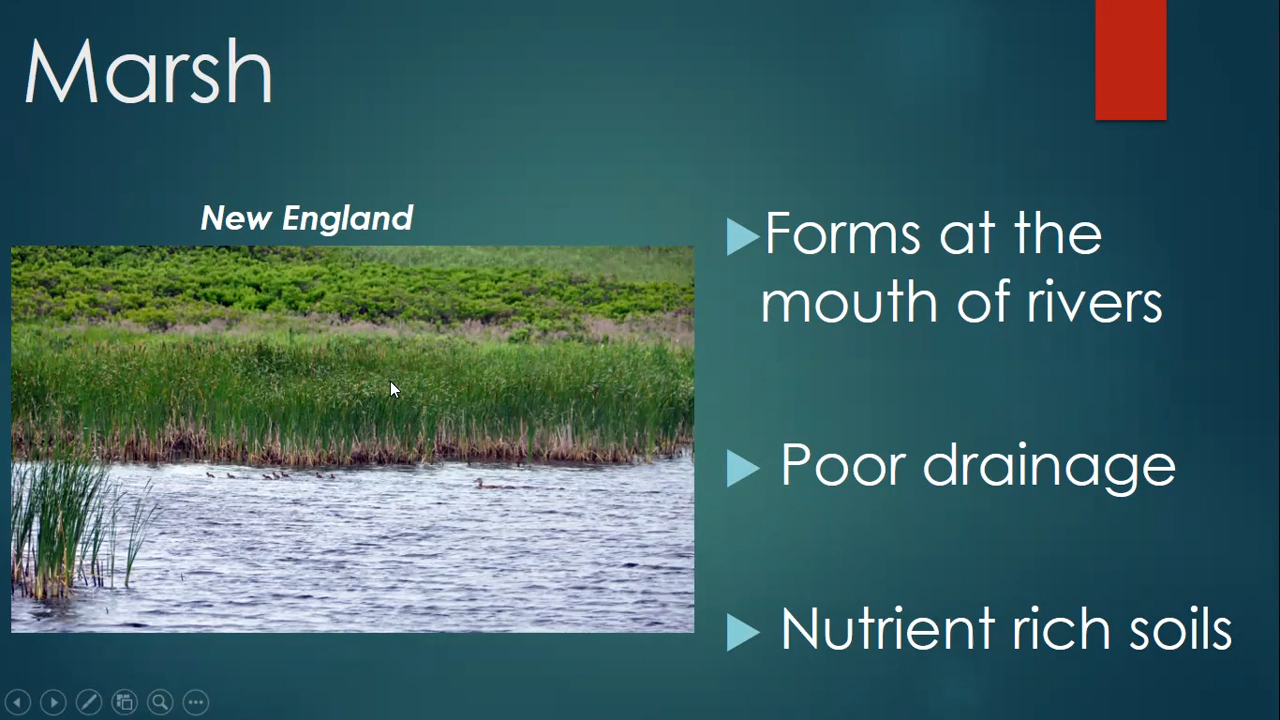 Marsh
New England
Forms at the
mouth of rivers
Poor drainage
Nutrient rich soils